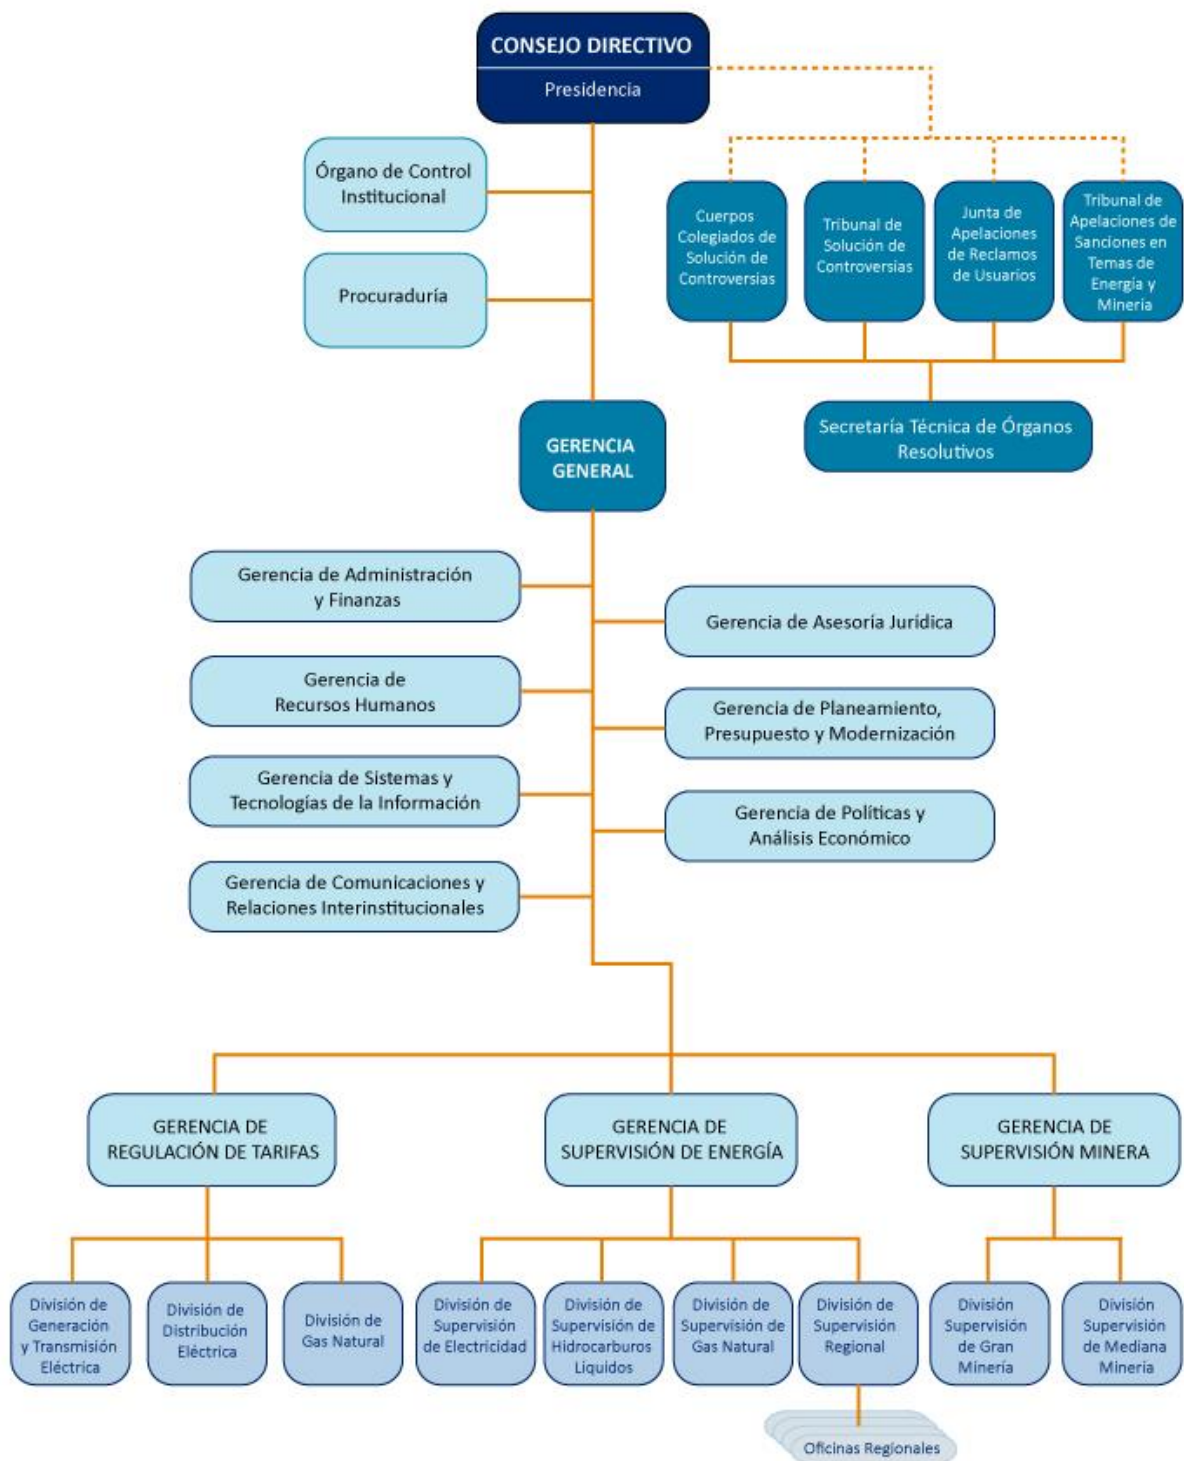 CONSEJO DIRECTIVO
Presidencia
Órgano de Control
Institucional
Procuraduría
Cuerpos
Colegiados de
Solución de
Controversias
Tribunal de
Solución de
Controversias
Junta de
Apelaciones
de Reclamos
de Usuarios
Tribunal de
Apelaciones de
Sanciones en
Temas de
Energía y
Minería
Secretaría Técnica de Órganos
Resolutivos
GERENCIA
GENERAL
Gerencia de Administración
y Finanzas
Gerencia de Asesoría Jurídica
Gerencia de
Recursos Humanos
Gerencia de Planeamiento,
Presupuesto y Modernización
Gerencia de Sistemas y
Tecnologías de la Información
Gerencia de Políticas y
Análisis Económico
Gerencia de Comunicaciones y
Relaciones Interinstitucionales
GERENCIA DE
REGULACIÓN DE TARIFAS
GERENCIA DE
SUPERVISIÓN DE ENERGÍA
GERENCIA DE
SUPERVISIÓN MINERA
División de
Generación
y Transmisión
Eléctrica
División de
Distribución
Eléctrica
División de
Gas Natural
División de
Supervisión
de Electricidad
División de
Supervisión de
Hidrocarburos
Líquidos
División de
Supervisión de
Gas Natural
División de
Supervisión
Regional
División
Supervisión
de Gran
Minería
División
Supervisión
de Mediana
Minería
Oficinas Regionales